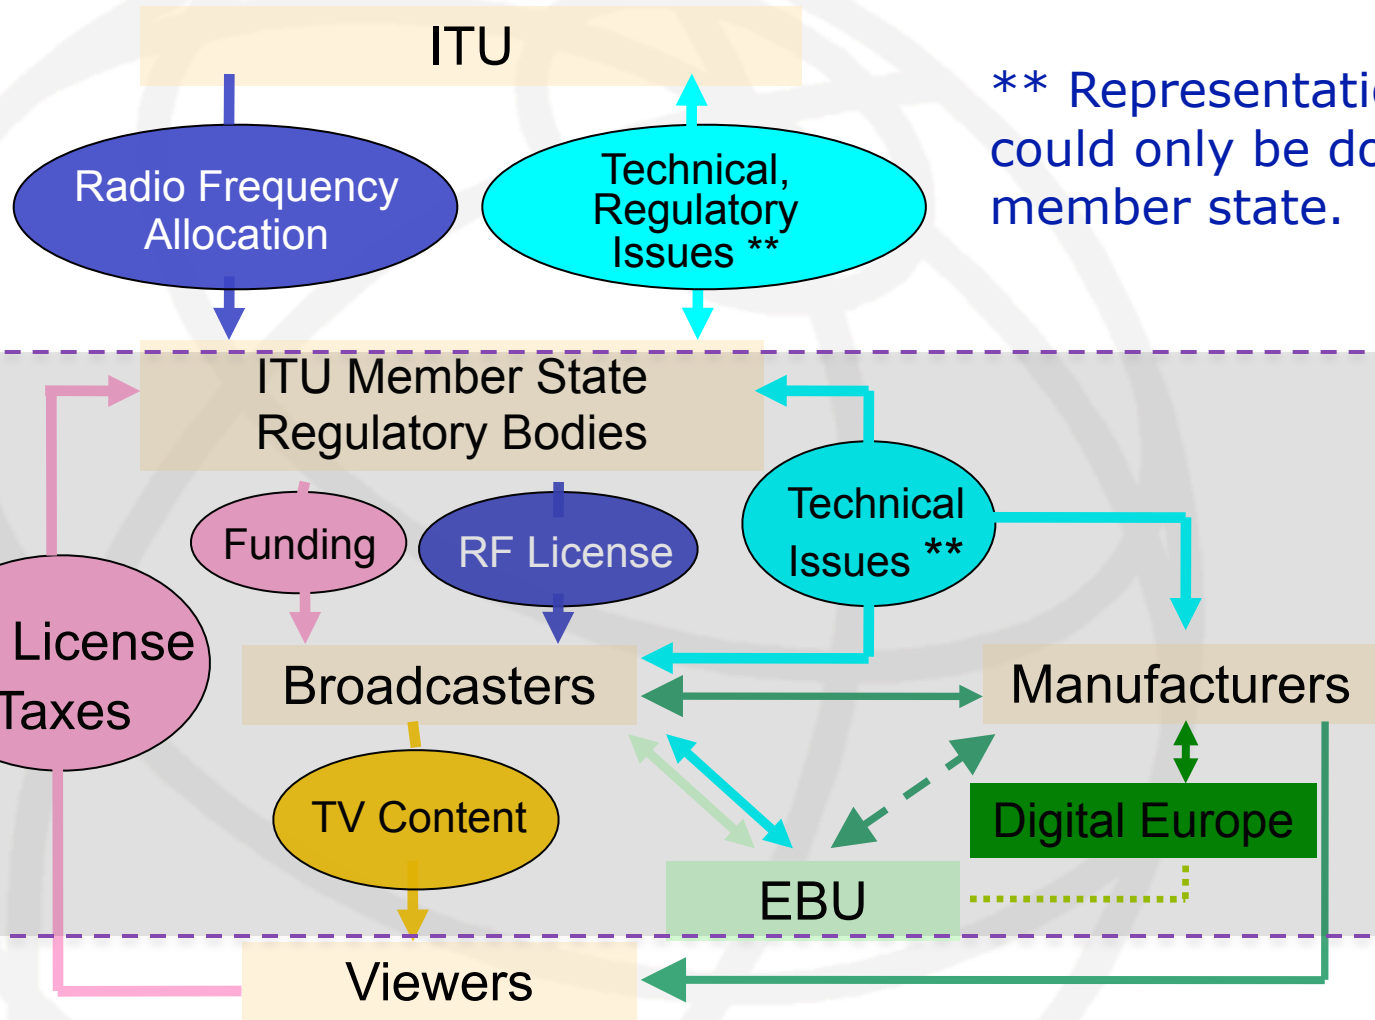 ITU
** Representati
could only be do
member state.
Radio Frequency
Allocation
Technical,
Regulatory
Issues **
ITU Member State
Regulatory Bodies
Funding
RF License
Technical
Issues **
License
Taxes
Broadcasters
Manufacturers
TV Content
Digital Europe
EBU
Viewers